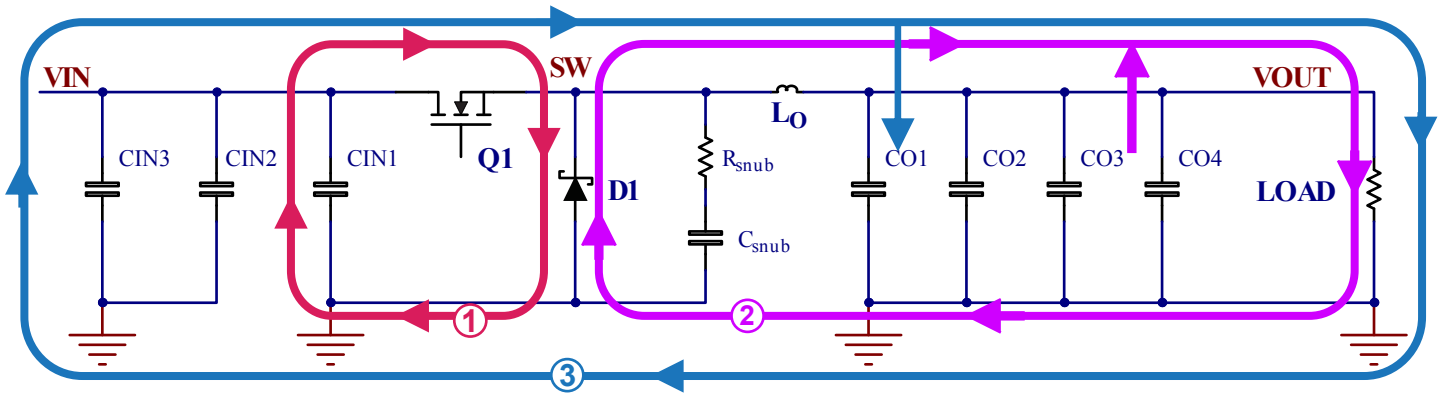 VIN
SW
VOUT
CIN3
CIN2
CIN1
Q1
D1
Rsnub
Csnub
LO
CO1
CO2
CO3
CO4
LOAD
1
2
3